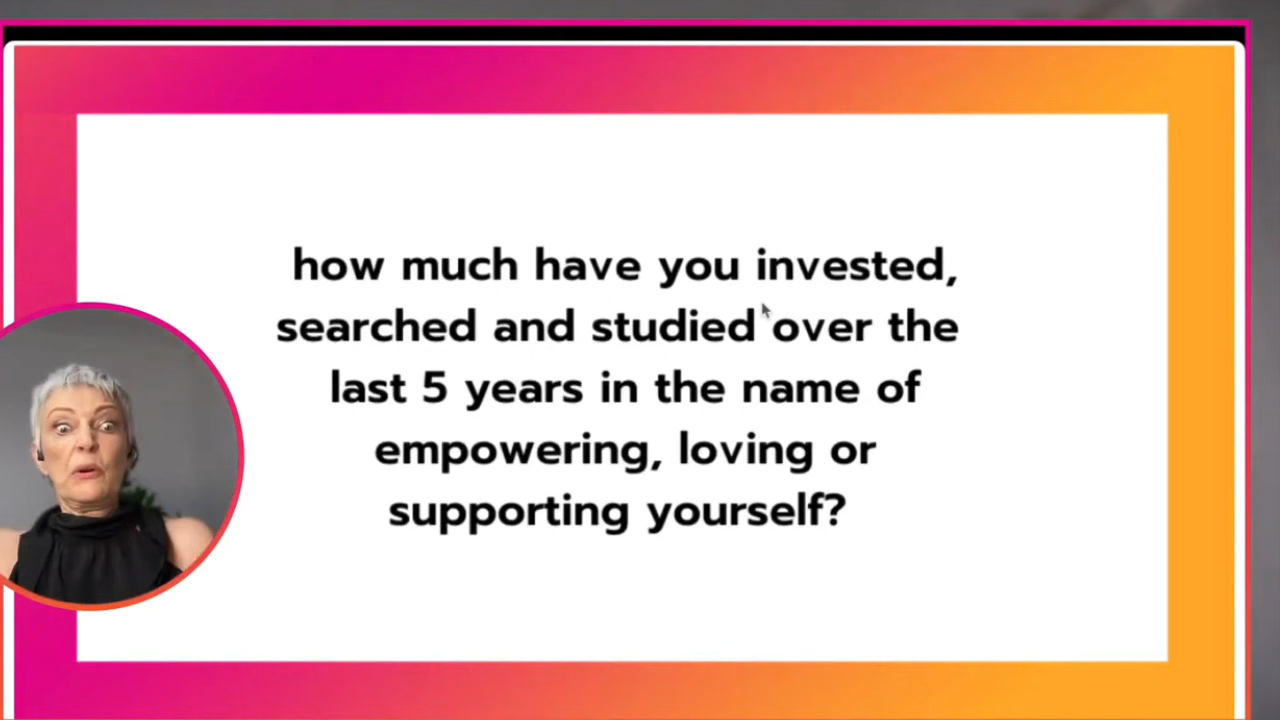 how much have you invested,
searched and studied over the
last 5 years in the name of
empowering, loving or
supporting yourself?